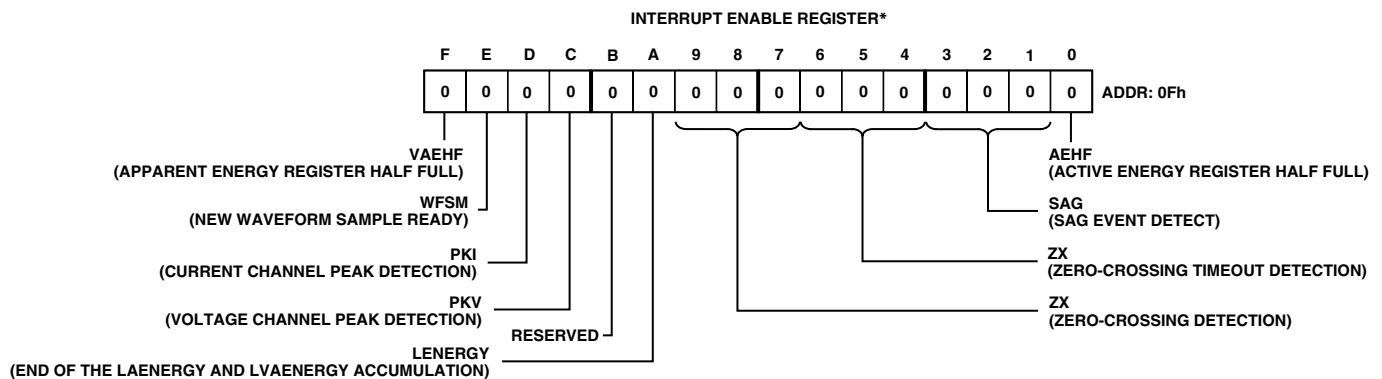 INTERRUPT ENABLE REGISTER*
F E D C B A 9 8 7 6 5 4 3 2 1 0
0 0 0 0 0 0 0 0 0 0 0 0 0 0 0 0 ADDR: 0Fh
VAEHF
(APPARENT ENERGY REGISTER HALF FULL)
WFSM
(NEW WAVEFORM SAMPLE READY)
PKI
(CURRENT CHANNEL PEAK DETECTION)
PKV
(VOLTAGE CHANNEL PEAK DETECTION)
RESERVED
LENERGY
(END OF THE LAENERGY AND LVAENERGY ACCUMULATION)
AEHF
(ACTIVE ENERGY REGISTER HALF FULL)
SAG
(SAG EVENT DETECT)
ZX
(ZERO-CROSSING TIMEOUT DETECTION)
ZX
(ZERO-CROSSING DETECTION)